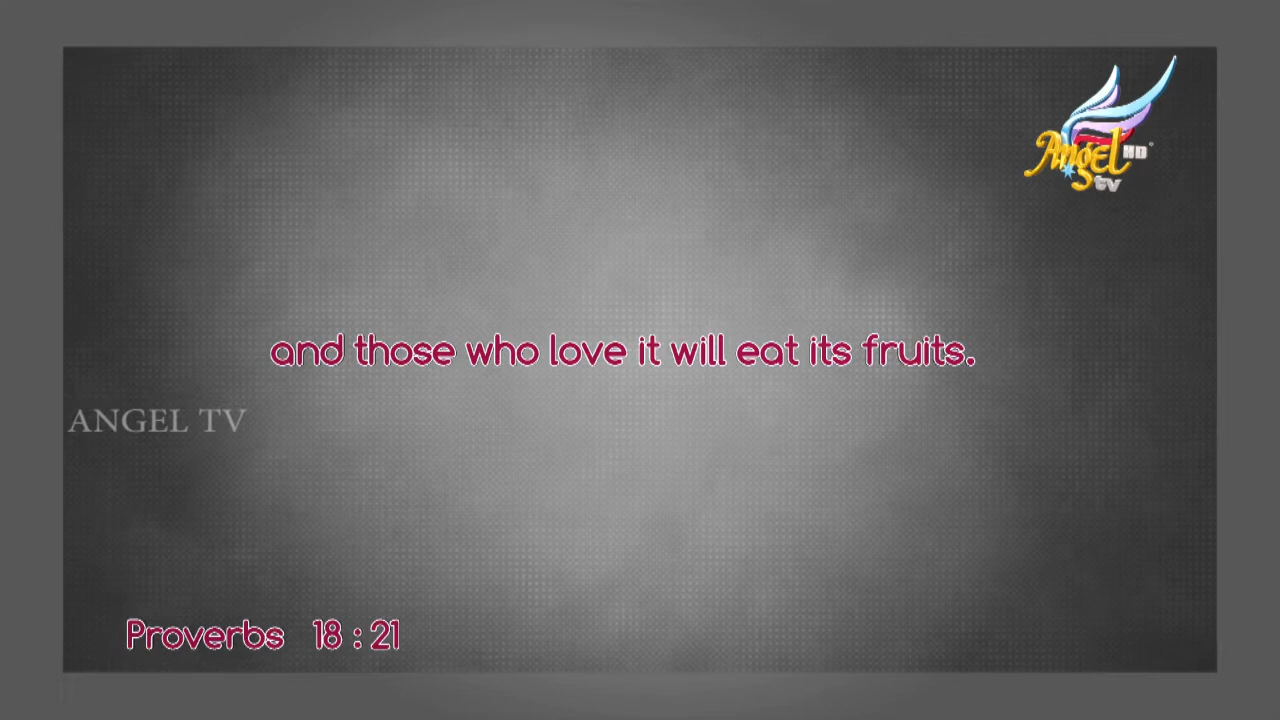 Angel HD
tv
and those who love it will eat its fruits.
ANGEL TV
Proverbs 18 : 21